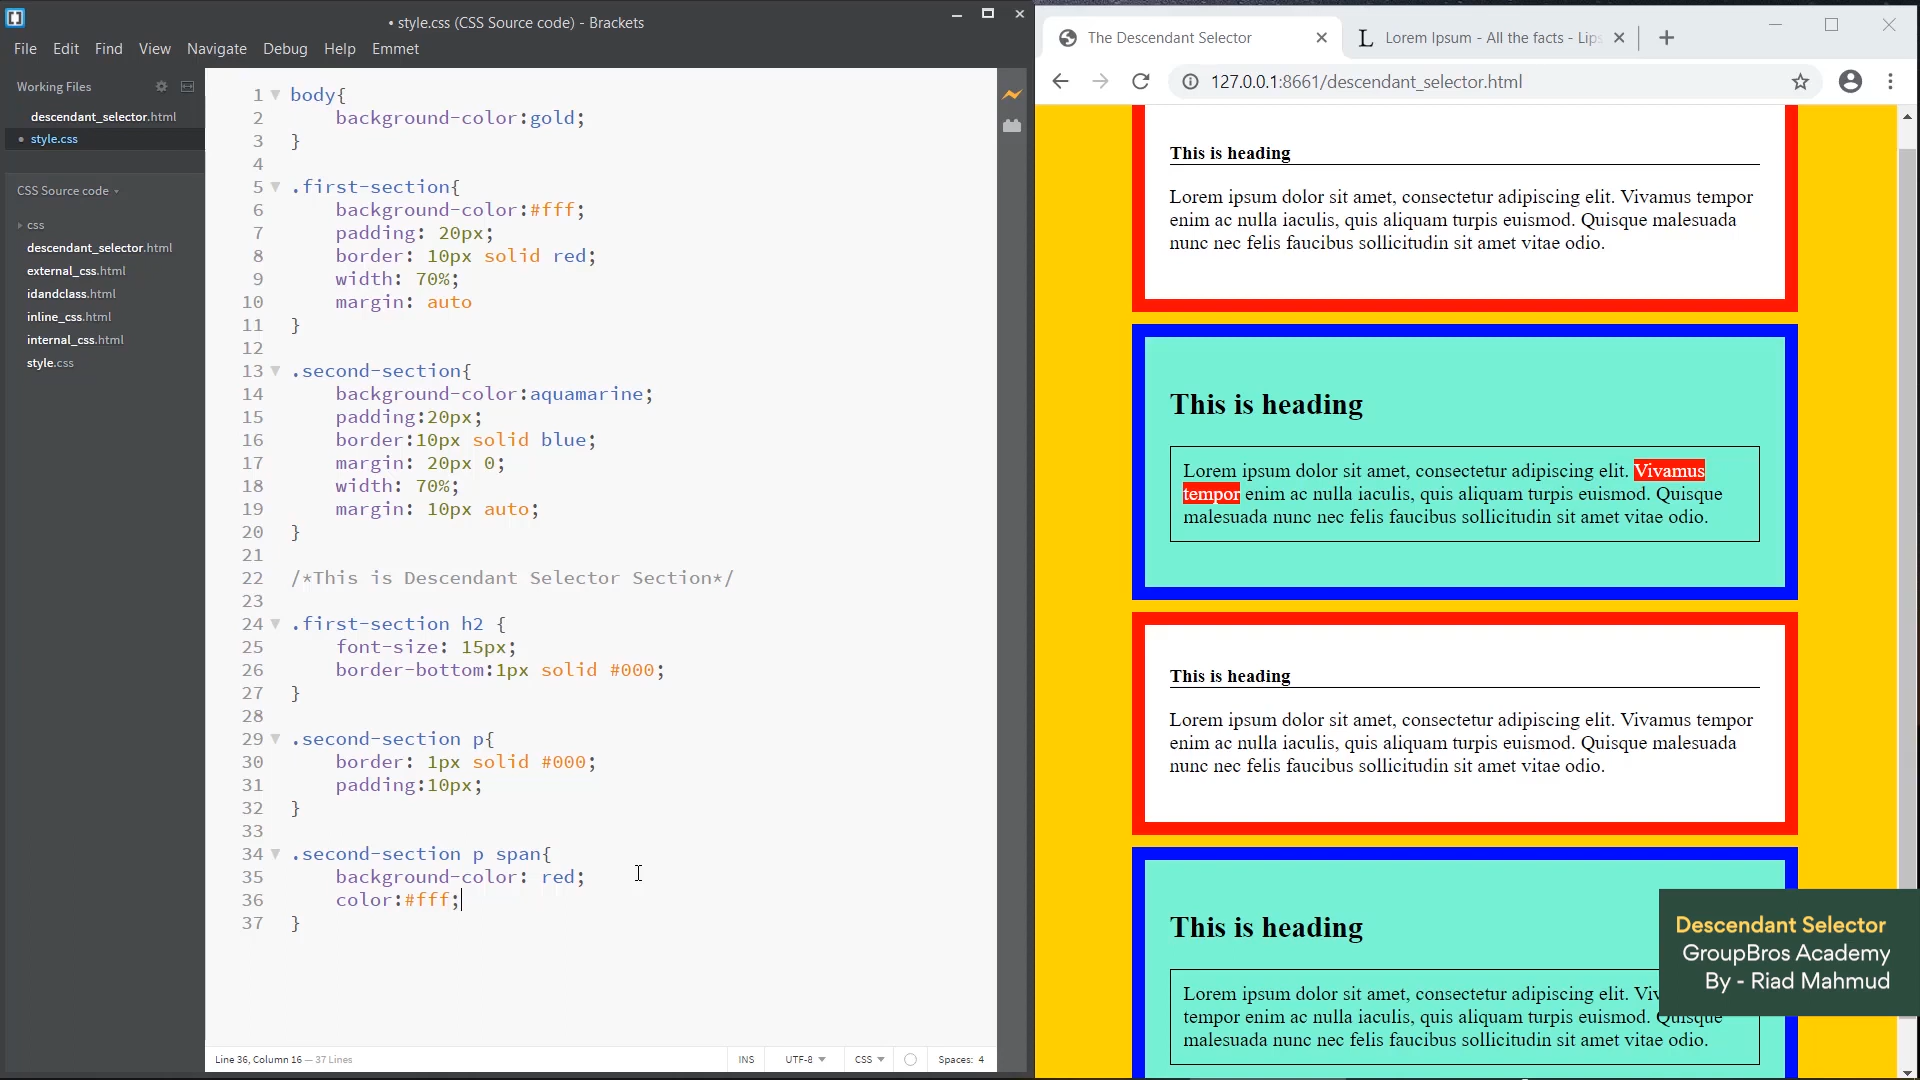 • style.css (CSS Source code) - Brackets
File Edit Find View Navigate Debug Help Emmet
Working Files
descendant_selector.html
• style.css
CSS Source code
css
descendant_selector.html
external_css.html
idandclass.html
inline_css.html
internal_css.html
style.css
1 body{
2 background-color:gold;
3 }
4
5 .first-section{
6 background-color:#fff;
7 padding: 20px;
8 border: 10px solid red;
9 width: 70%;
10 margin: auto
11 }
12
13 .second-section{
14 background-color:aquamarine;
15 padding:20px;
16 border:10px solid blue;
17 margin: 20px 0;
18 width: 70%;
19 margin: 10px auto;
20 }
21
22 /*This is Descendant Selector Section*/
23
24 .first-section h2 {
25 font-size: 15px;
26 border-bottom:1px solid #000;
27 }
28
29 .second-section p{
30 border: 1px solid #000;
31 padding:10px;
32 }
33
34 .second-section p span{
35 background-color: red;
36 color:#fff;
37 }
Line 36, Column 16 — 37 Lines
INS UTF-8 CSS Spaces: 4
The Descendant Selector
L Lorem Ipsum - All the facts - Lips
127.0.0.1:8661/descendant_selector.html
This is heading
Lorem ipsum dolor sit amet, consectetur adipiscing elit. Vivamus tempor
enim ac nulla iaculis, quis aliquam turpis euismod. Quisque malesuada
nunc nec felis faucibus sollicitudin sit amet vitae odio.
This is heading
Lorem ipsum dolor sit amet, consectetur adipiscing elit. Vivamus
tempor enim ac nulla iaculis, quis aliquam turpis euismod. Quisque
malesuada nunc nec felis faucibus sollicitudin sit amet vitae odio.
This is heading
Lorem ipsum dolor sit amet, consectetur adipiscing elit. Vivamus tempor
enim ac nulla iaculis, quis aliquam turpis euismod. Quisque malesuada
nunc nec felis faucibus sollicitudin sit amet vitae odio.
This is heading
Lorem ipsum dolor sit amet, consectetur adipiscing elit. Viv
tempor enim ac nulla iaculis, quis aliquam turpis euismod. Quisque
malesuada nunc nec felis faucibus sollicitudin sit amet vitae odio.
Descendant Selector
GroupBros Academy
By - Riad Mahmud